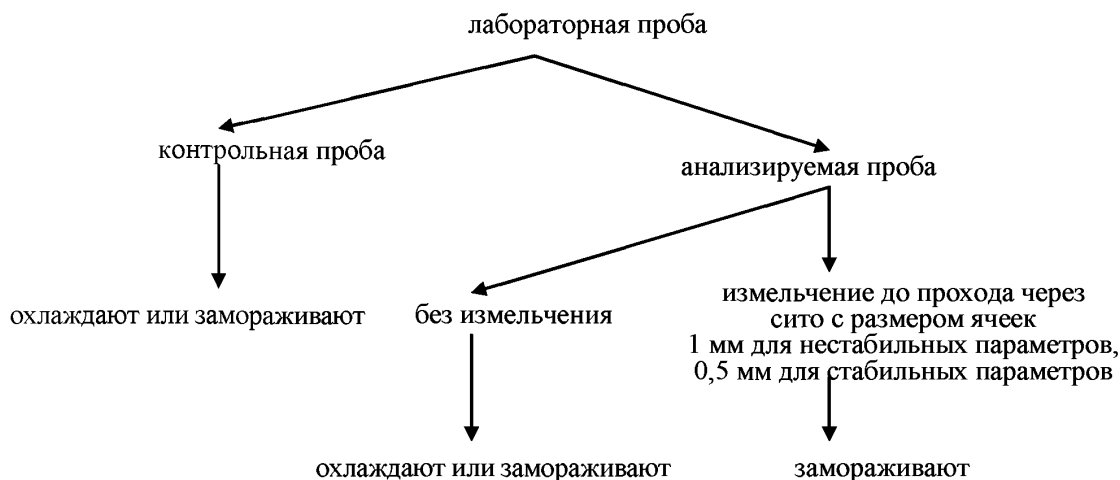 лабораторная проба
контрольная проба
анализируемая проба
охлаждают или замораживают
без измельчения
измельчение до прохода через
сито с размером ячеек
1 мм для нестабильных параметров,
0,5 мм для стабильных параметров
охлаждают или замораживают
замораживают